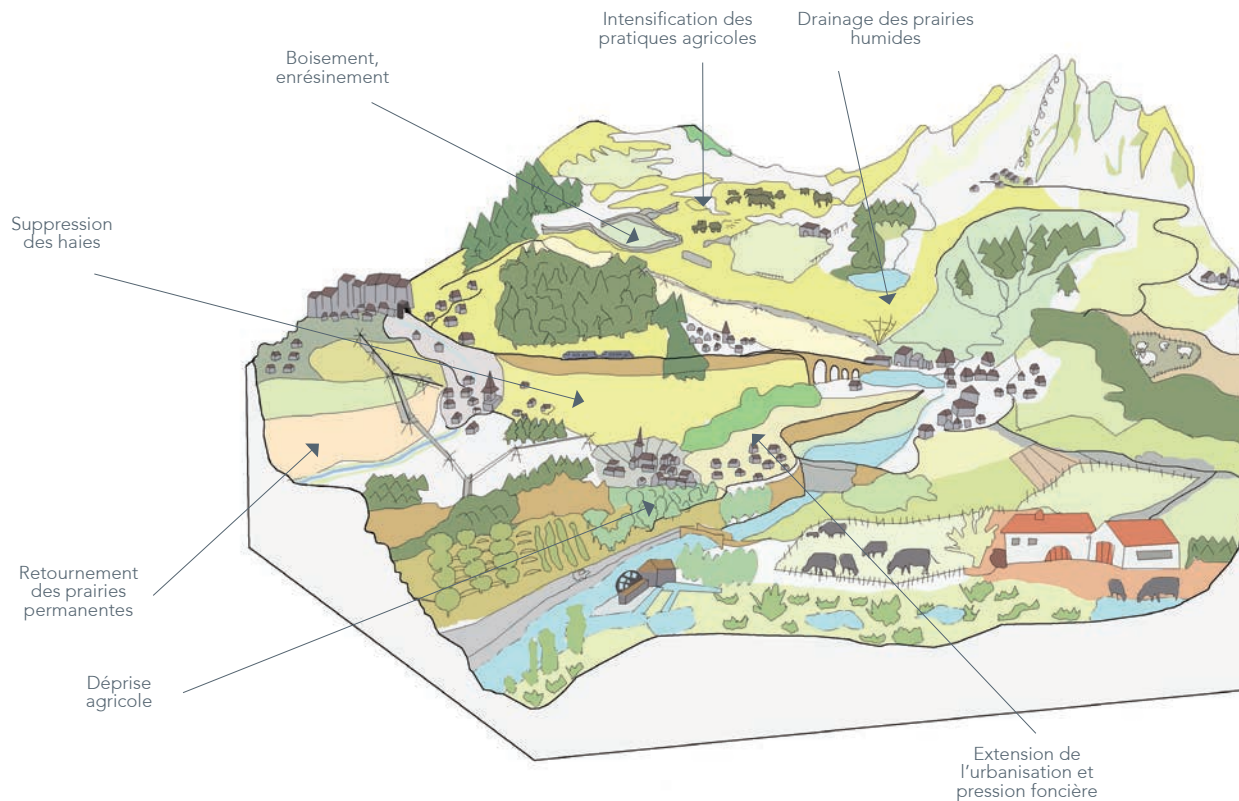 Intensification des
pratiques agricoles
Drainage des prairies
humides
Boisement,
enrésinement
Suppression
des haies
Retournement
des prairies
permanentes
Déprise
agricole
Extension de
l'urbanisation et
pression foncière